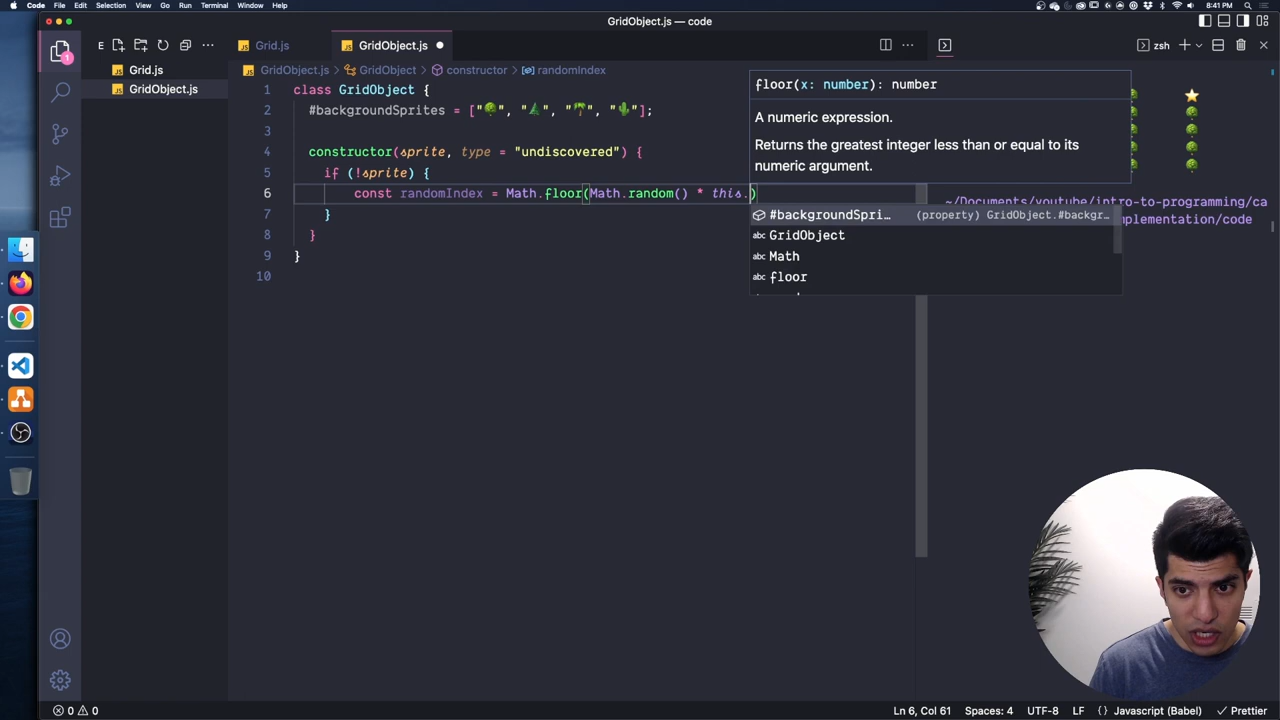 Code File Edit Selection View Go Run Terminal Window Help 8:41 PM
GridObject.js — code
E
Grid.js
GridObject.js
zsh
Grid.js
GridObject.js
GridObject.js GridObject constructor randomIndex
1 class GridObject {
2 #backgroundSprites = ["🌳", "🌲", "🌴", "🌵"];
3
4 constructor(sprite, type = "undiscovered") {
5 if (!sprite) {
6 const randomIndex = Math.floor(Math.random() * this.)
7 }
8 }
9 }
10
floor(x: number): number
A numeric expression.
Returns the greatest integer less than or equal to its
numeric argument.
#backgroundSpri… (property) GridObject.#backgr…
abc GridObject
abc Math
abc floor
~/Documents/youtube/intro-to-programming/ca
mplementation/code
1
0 0
Ln 6, Col 61 Spaces: 4 UTF-8 LF {} Javascript (Babel) Prettier